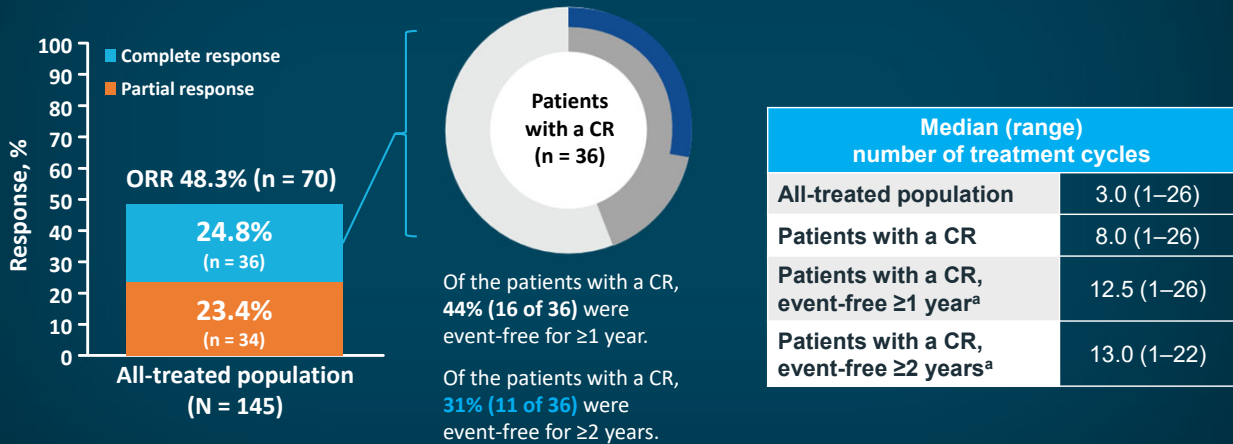 Response, %
100
90
80
70
60
50
40
30
20
10
0
Complete response
Partial response
ORR 48.3% (n = 70)
24.8%
(n = 36)
23.4%
(n = 34)
All-treated population
(N = 145)
Patients
with a CR
(n = 36)
Of the patients with a CR,
44% (16 of 36) were
event-free for ≥1 year.
Of the patients with a CR,
31% (11 of 36) were
event-free for ≥2 years.
Median (range)
number of treatment cycles
All-treated population 3.0 (1–26)
Patients with a CR 8.0 (1–26)
Patients with a CR,
event-free ≥1 yearᵃ 12.5 (1–26)
Patients with a CR,
event-free ≥2 yearsᵃ 13.0 (1–22)